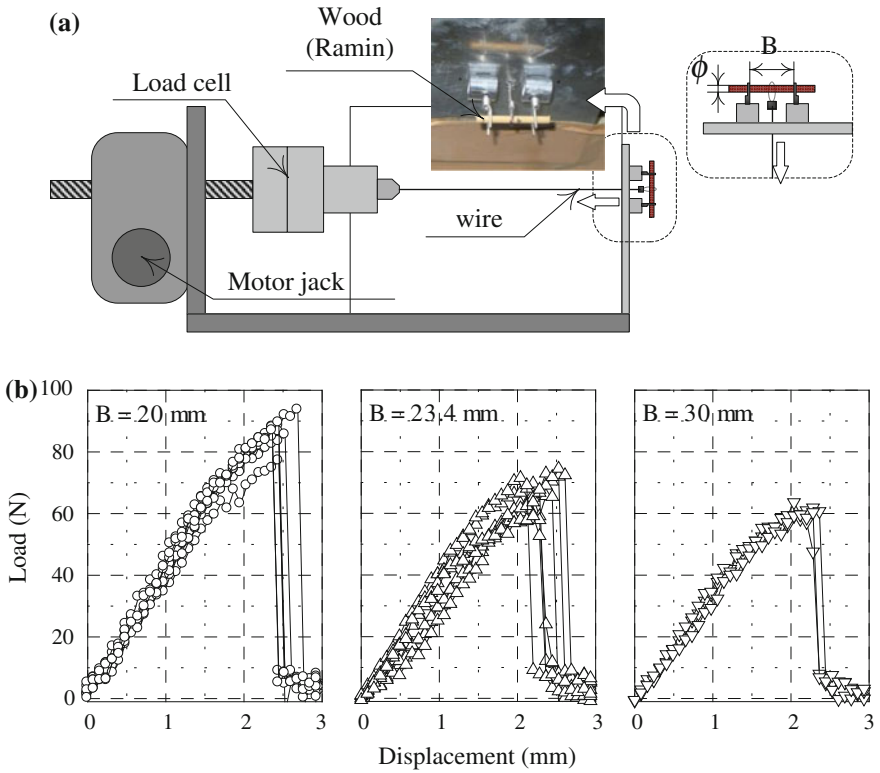 (a)
Wood
(Ramin)
Load cell
B
ϕ
wire
Motor jack
(b)
100
80
60
40
20
0
Load (N)
B = 20 mm
B = 23.4 mm
B = 30 mm
0 1 2 3
0 1 2 3
0 1 2 3
Displacement (mm)